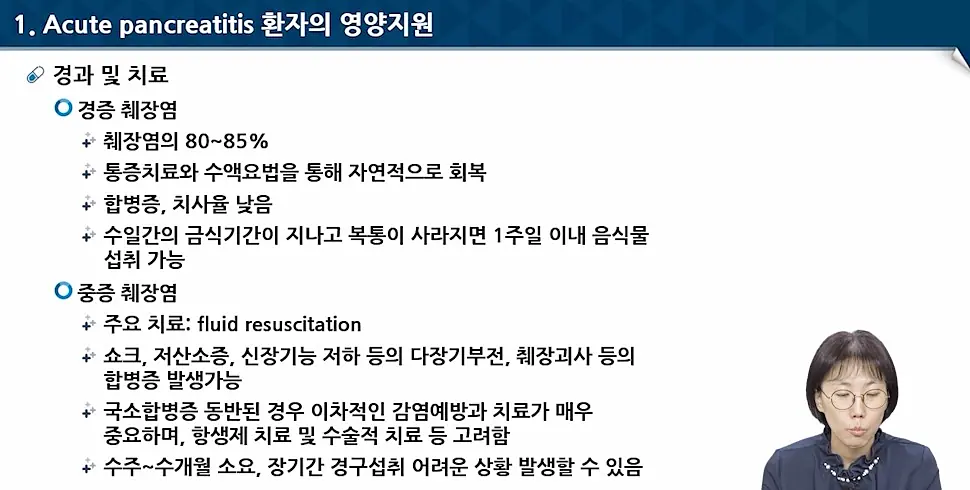 1. Acute pancreatitis 환자의 영양지원
경과 및 치료
경증 췌장염
췌장염의 80~85%
통증치료와 수액요법을 통해 자연적으로 회복
합병증, 치사율 낮음
수일간의 금식기간이 지나고 복통이 사라지면 1주일 이내 음식물
섭취 가능
중증 췌장염
주요 치료: fluid resuscitation
쇼크, 저산소증, 신장기능 저하 등의 다장기부전, 췌장괴사 등의
합병증 발생가능
국소합병증 동반된 경우 이차적인 감염예방과 치료가 매우
중요하며, 항생제 치료 및 수술적 치료 등 고려함
수주~수개월 소요, 장기간 경구섭취 어려운 상황 발생할 수 있음